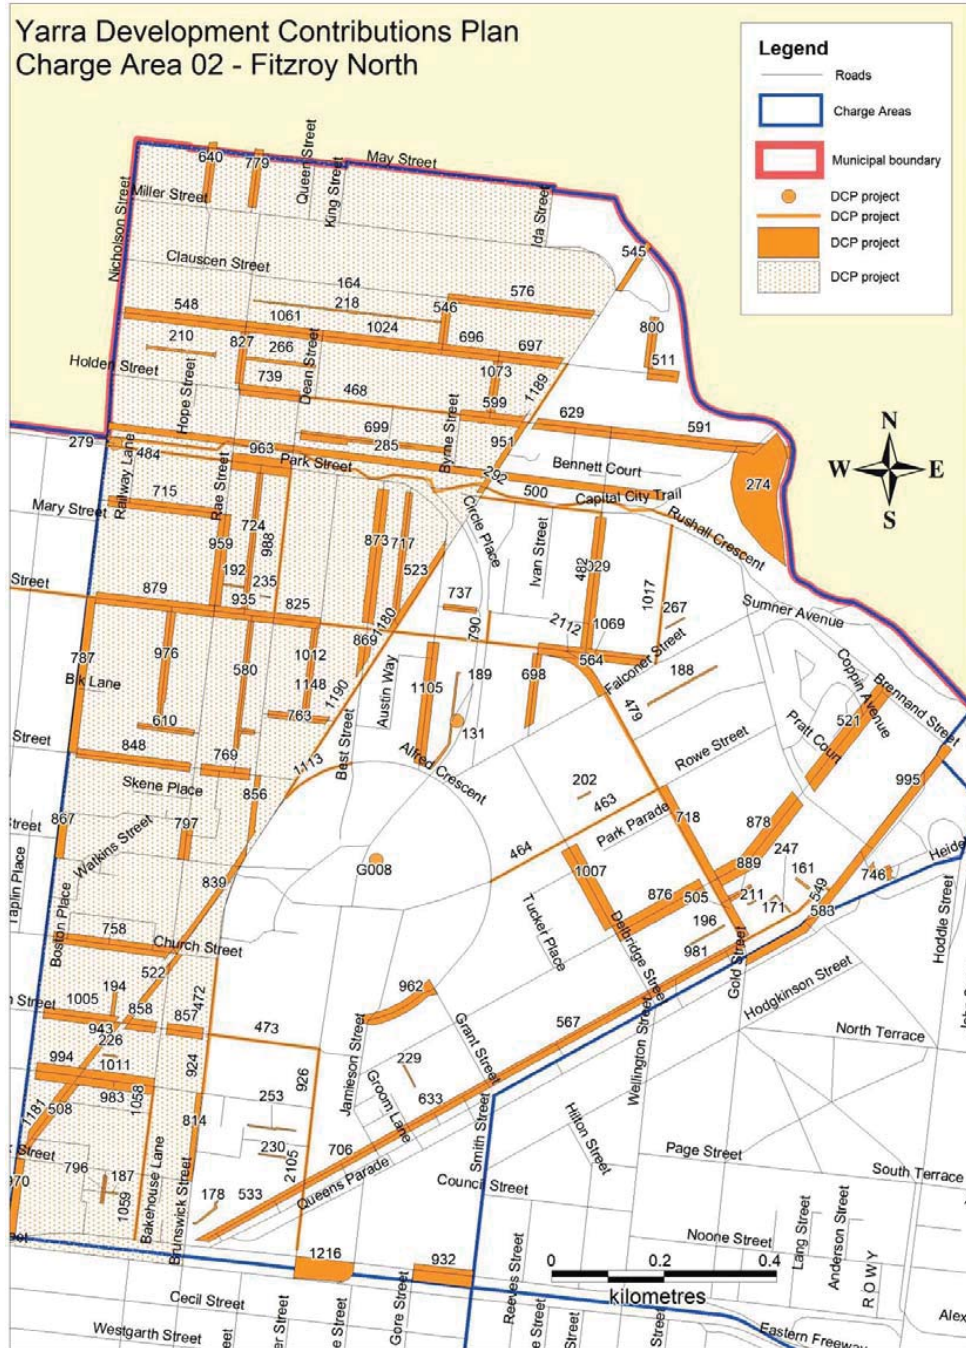 Yarra Development Contributions Plan
Charge Area 02 - Fitzroy North
Legend
Roads
Charge Areas
Municipal boundary
DCP project
DCP project
DCP project
DCP project
N
W E
S
640
779
Queen Street
King Street
May Street
Miller Street
Nicholson Street
Ida Street
545
Clauscen Street
164
218
546
576
548
1061
1024
696
697
800
511
210
827
266
Dean Street
1073
1189
Holden Street
Hope Street
739
468
599
629
591
Byrne Street
699
285
951
279
484
963
Park Street
292
500
Bennett Court
Capital City Trail
274
Rushall Crescent
Railway Lane
Rae Street
715
Mary Street
724
988
959
873
717
523
Circle Place
Ivan Street
482
1029
1017
192
235
Street
879
935
825
737
790
1180
2112
1069
267
Sumner Avenue
869
564
Falconer Street
787
976
580
1012
1148
1190
Austin Way
1105
189
698
188
479
Coppin Avenue
Brennand Street
610
763
131
Rowe Street
Pratt Court
521
Street
848
769
1113
Best Street
Alfred Crescent
995
Skene Place
856
202
463
Park Parade
718
878
867
Watkins Street
797
464
G008
1007
889
247
161
549
746
Taplin Place
839
876
505
211
171
583
Heidel
Boston Place
758
Church Street
Tucker Place
Delbridge Street
196
981
Gold Street
Hoddle Street
522
194
472
1005
858
857
962
Hodgkinson Street
943
226
473
567
North Terrace
994
1011
924
Jamieson Street
Grant Street
Wellington Street
983
1058
926
229
508
1181
253
Groom Lane
633
814
230
2105
706
Smith Street
Hilton Street
Page Street
796
187
1059
Bakehouse Lane
Brunswick Street
178
533
Queens Parade
Council Street
South Terrace
970
Noone Street
Lang Street
Anderson Street
ROWY
1216
932
0 0.2 0.4
kilometres
Cecil Street
Gore Street
Reeves Street
Westgarth Street
Eastern Freeway
Alex